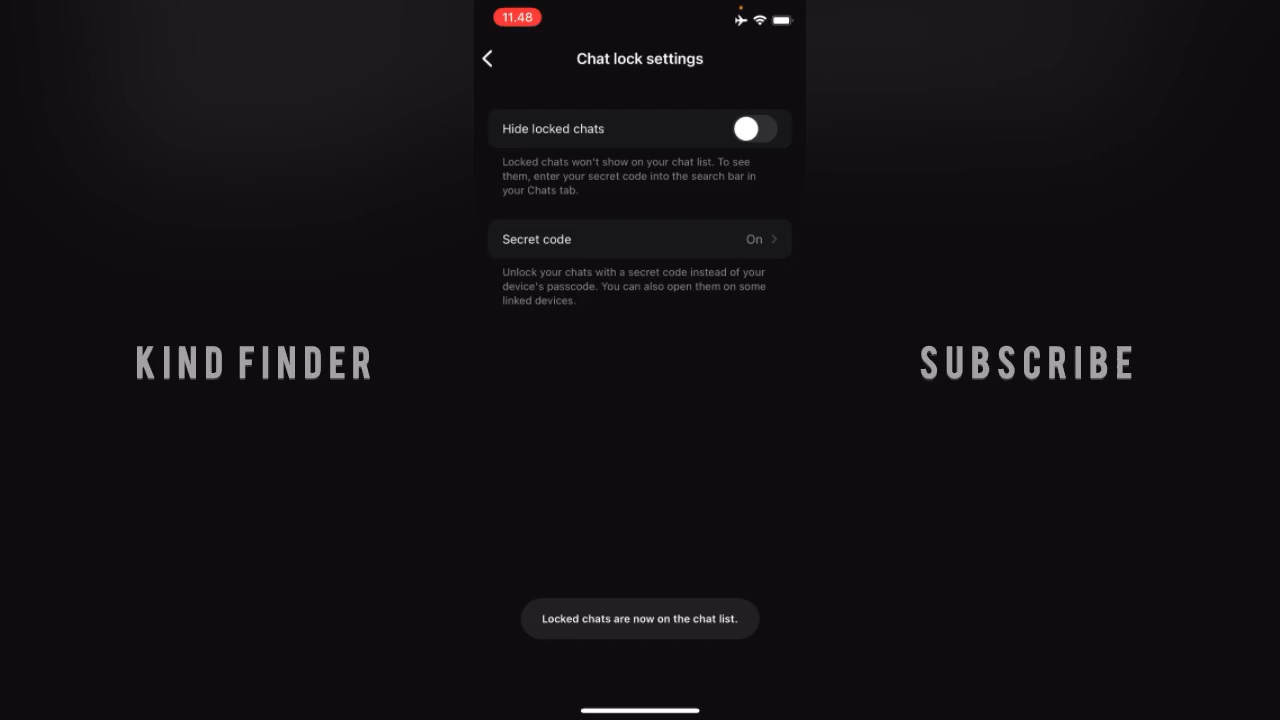 11.48
Chat lock settings
Hide locked chats
Locked chats won't show on your chat list. To see
them, enter your secret code into the search bar in
your Chats tab.
Secret code On
Unlock your chats with a secret code instead of your
device's passcode. You can also open them on some
linked devices.
KIND FINDER
SUBSCRIBE
Locked chats are now on the chat list.